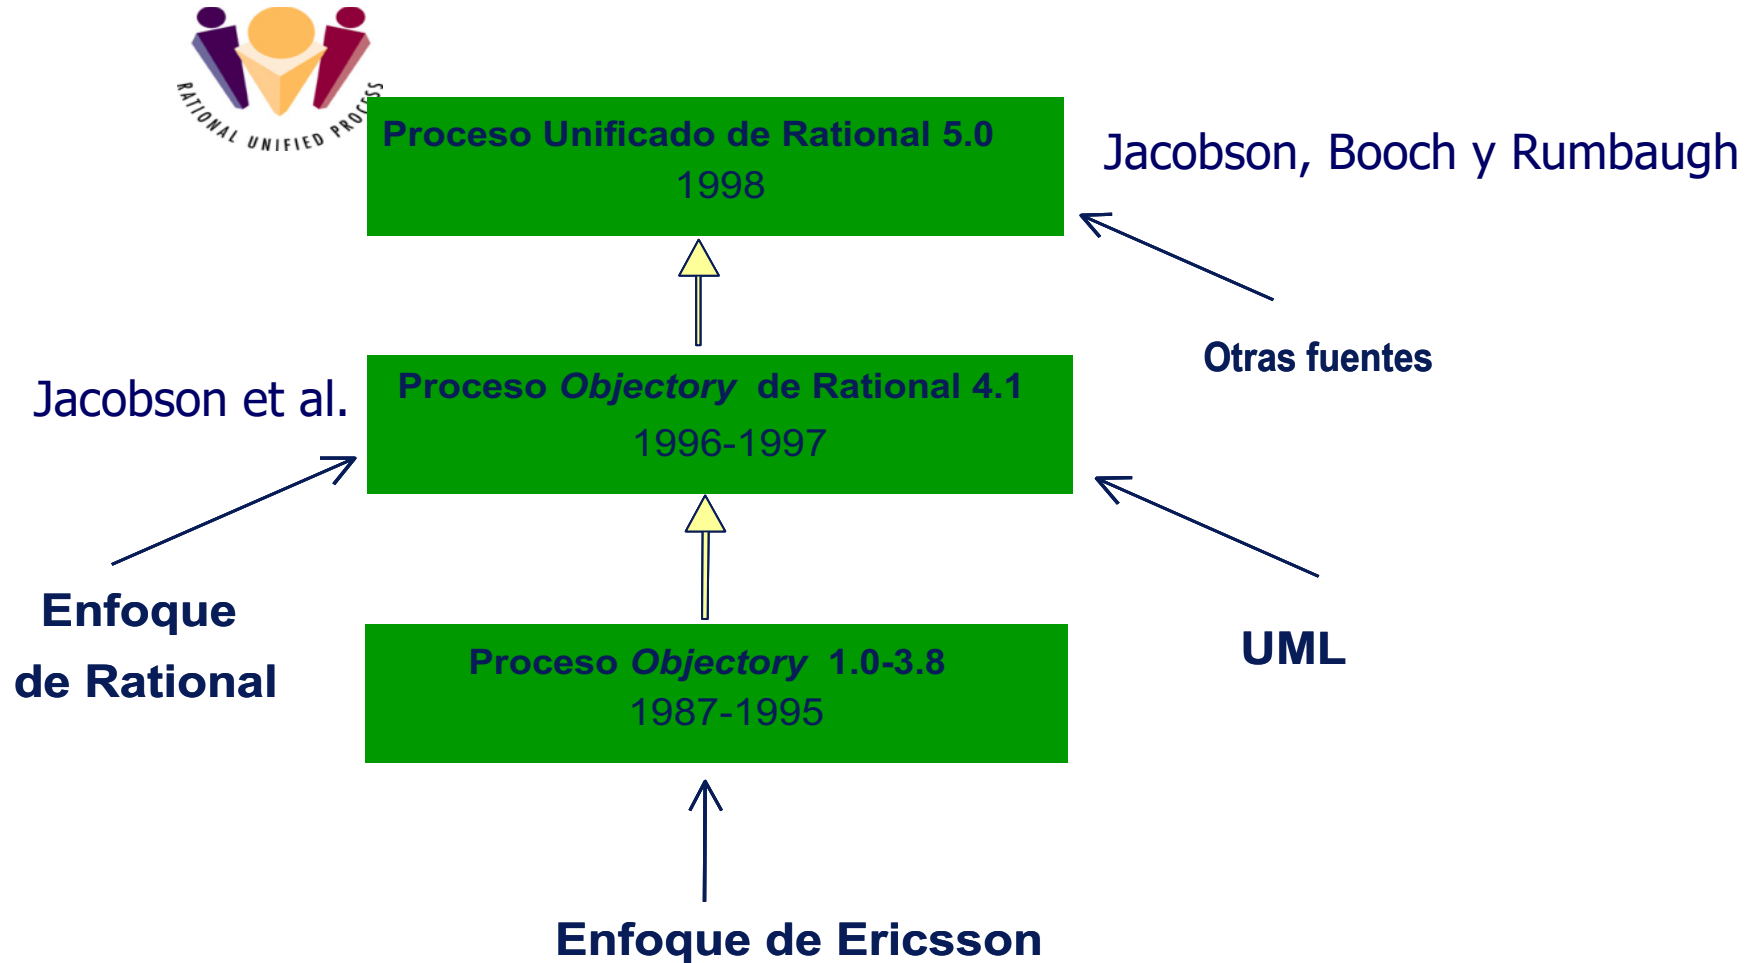 RATIONAL UNIFIED PROCESS
Proceso Unificado de Rational 5.0
1998
Jacobson, Booch y Rumbaugh
Otras fuentes
Jacobson et al.
Proceso Objectory de Rational 4.1
1996-1997
Enfoque
de Rational
UML
Proceso Objectory 1.0-3.8
1987-1995
Enfoque de Ericsson